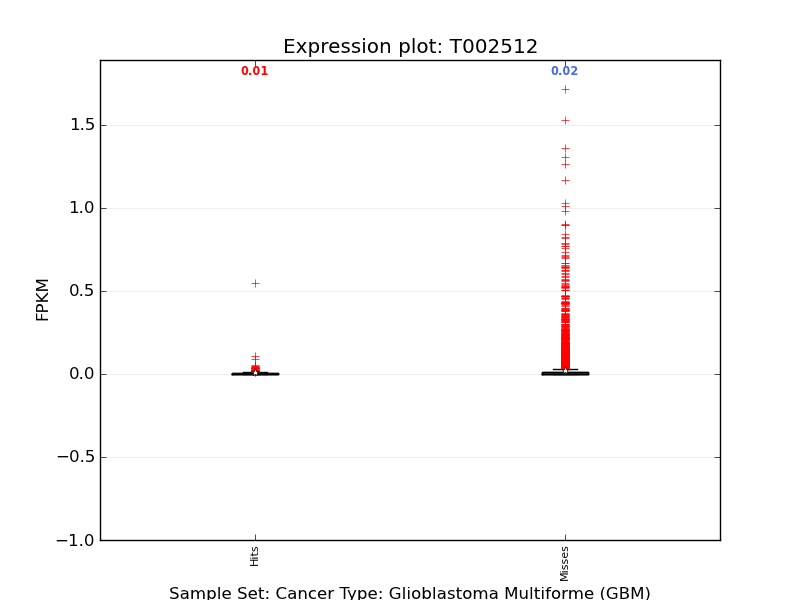 Expression plot: T002512
0.01
0.02
1.5
1.0
0.5
0.0
−0.5
−1.0
FPKM
Hits
Misses
Sample Set: Cancer Type: Glioblastoma Multiforme (GBM)